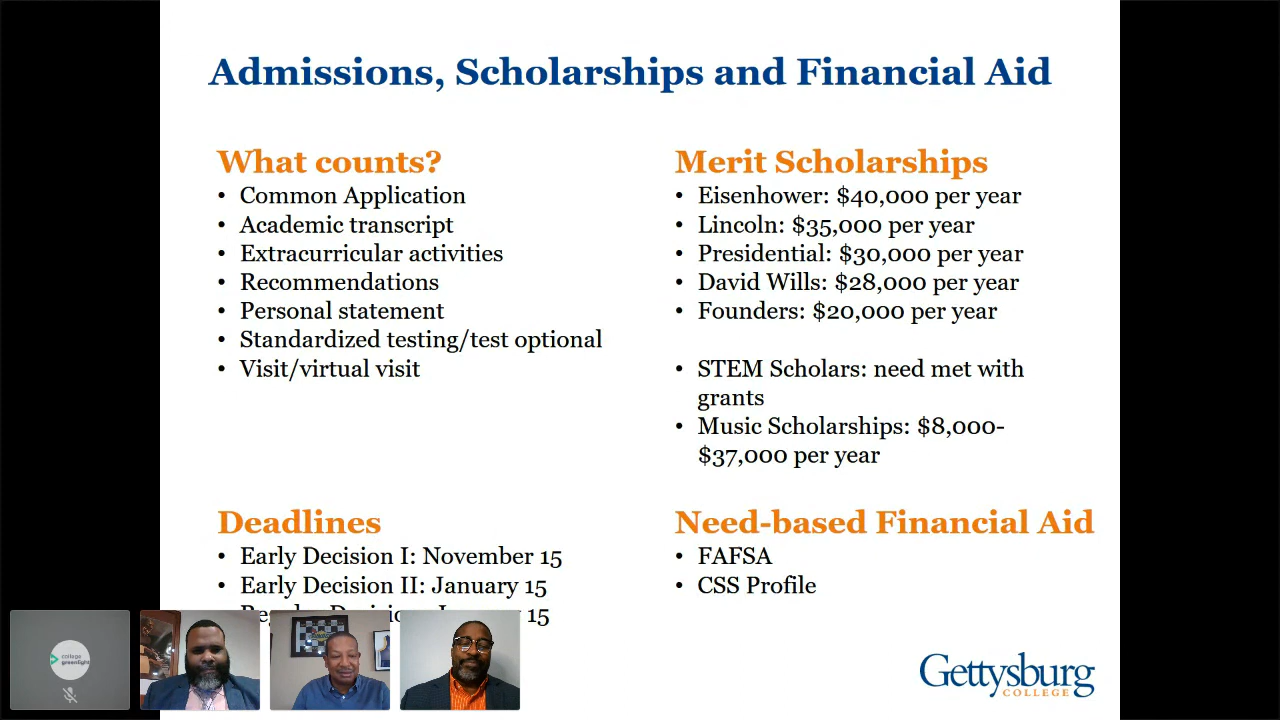 Admissions, Scholarships and Financial Aid
What counts?
• Common Application
• Academic transcript
• Extracurricular activities
• Recommendations
• Personal statement
• Standardized testing/test optional
• Visit/virtual visit
Merit Scholarships
• Eisenhower: $40,000 per year
• Lincoln: $35,000 per year
• Presidential: $30,000 per year
• David Wills: $28,000 per year
• Founders: $20,000 per year
• STEM Scholars: need met with
grants
• Music Scholarships: $8,000-
$37,000 per year
Deadlines
• Early Decision I: November 15
• Early Decision II: January 15
15
Need-based Financial Aid
• FAFSA
• CSS Profile
college
greenlight
Gettysburg
COLLEGE